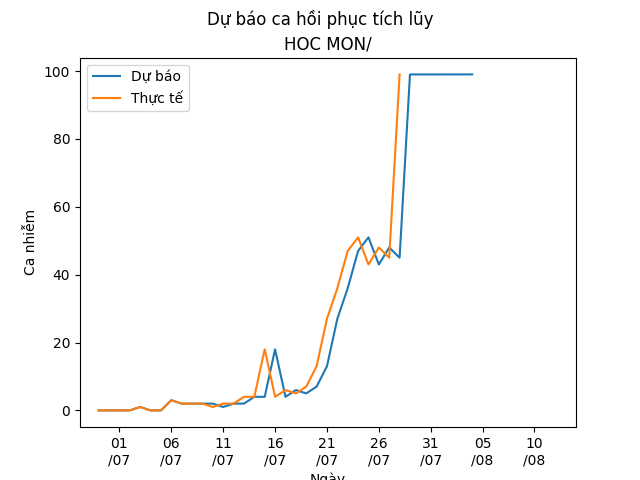 Dự báo ca hồi phục tích lũy
HOC MON/
Dự báo
Thực tế
Ca nhiễm
100
80
60
40
20
0
01 06 11 16 21 26 31 05 10
/07 /07 /07 /07 /07 /07 /07 /08 /08
Ngày